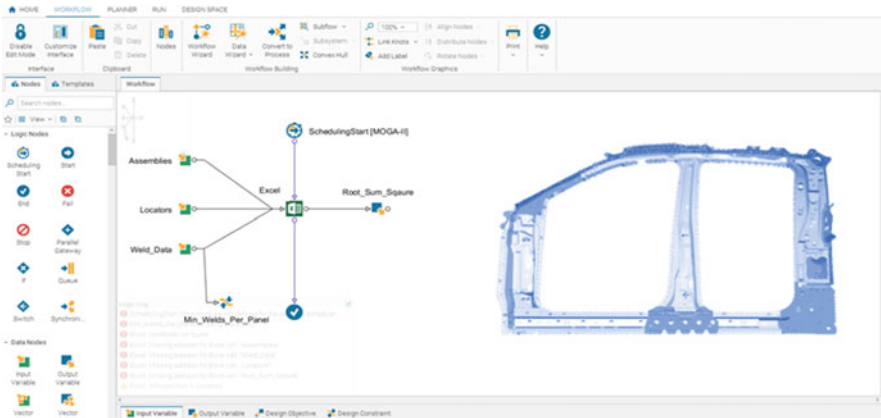 HOME WORKFLOW PLANNER RUN DESIGN SPACE
Disable Edit Mode
Customize Interface
Paste
Cut
Copy
Delete
Nodes
Workflow Wizard
Data Wizard
Convert to Process
Subflow
Subsystem
Convex Hull
100%
Link Knots
Add Label
Align Nodes
Distribute Nodes
Rotate Nodes
Print
Help
Interface Clipboard Workflow Building Workflow Graphics
Nodes Templates
Workflow
Search nodes
View
Logic Nodes
Scheduling Start
Start
End
Fail
Stop
Parallel Gateway
If
Queue
Switch
Synchroni...
Data Nodes
Input Variable
Output Variable
Vector
Vector
SchedulingStart [MOGA-II]
Assemblies
Excel
Root_Sum_Sqaure
Locators
Weld_Data
Min_Welds_Per_Panel
Input Variable Output Variable Design Objective Design Constraint